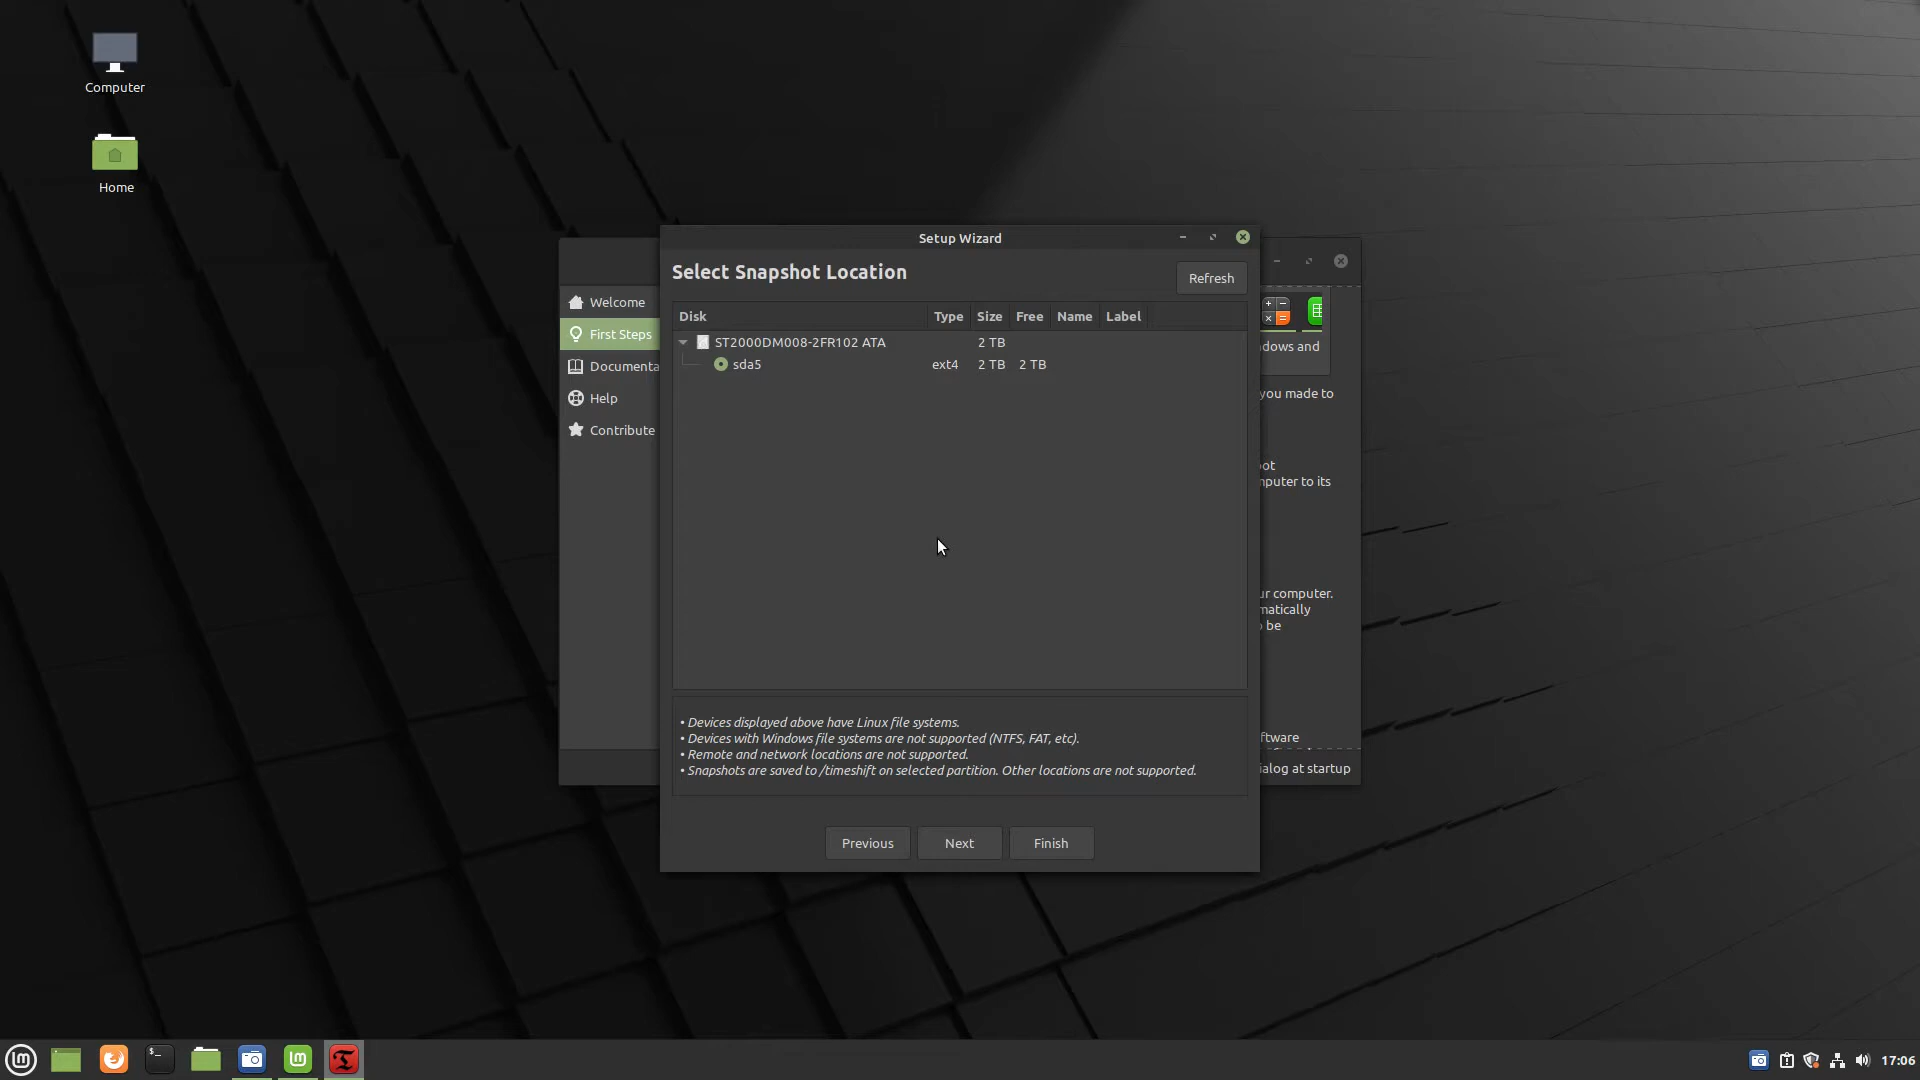 Computer
Home
Setup Wizard
Select Snapshot Location
Refresh
Disk Type Size Free Name Label
ST2000DM008-2FR102 ATA 2 TB
sda5 ext4 2 TB 2 TB
• Devices displayed above have Linux file systems.
• Devices with Windows file systems are not supported (NTFS, FAT, etc).
• Remote and network locations are not supported.
• Snapshots are saved to /timeshift on selected partition. Other locations are not supported.
Previous Next Finish
Welcome
First Steps
Documenta
Help
Contribute
dows and
you made to
oot
mputer to its
ur computer.
matically
be
ftware
ialog at startup
17:06